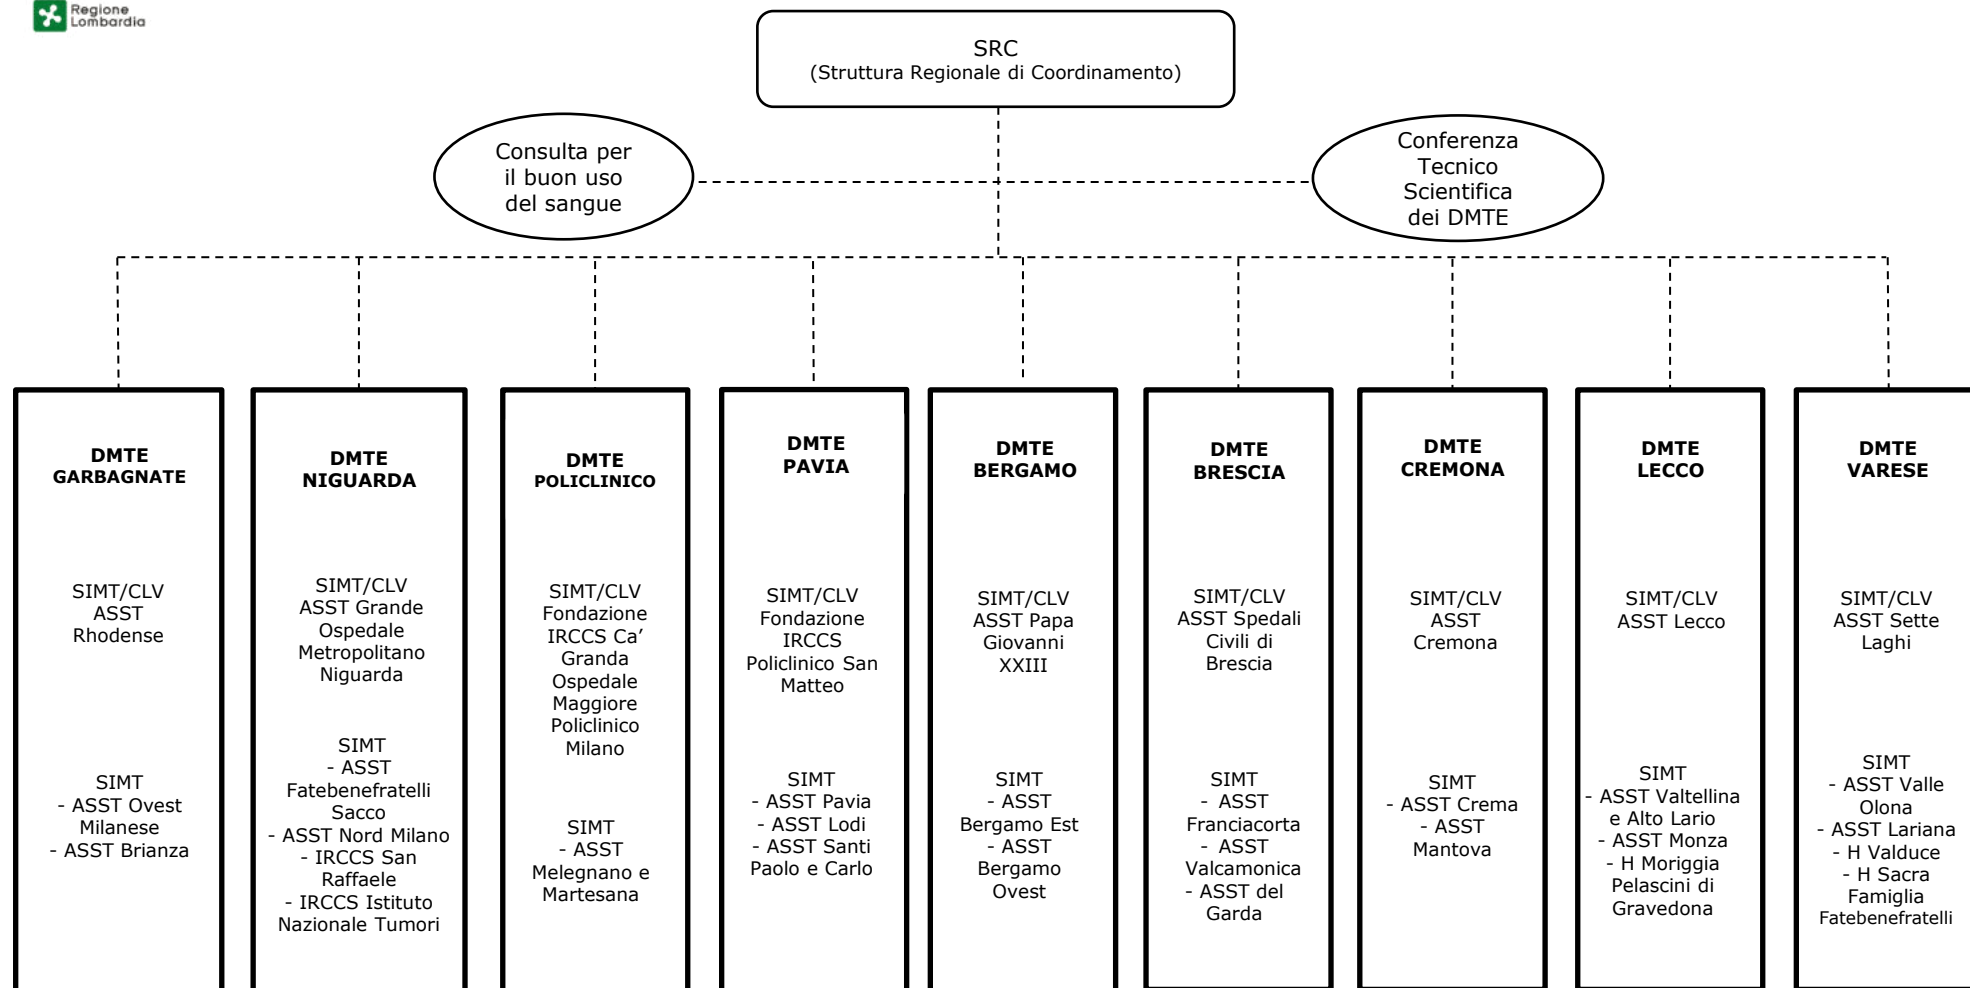 Regione
Lombardia
SRC
(Struttura Regionale di Coordinamento)
Consulta per
il buon uso
del sangue
Conferenza
Tecnico
Scientifica
dei DMTE
DMTE
GARBAGNATE
SIMT/CLV
ASST
Rhodense
SIMT
- ASST Ovest
Milanese
- ASST Brianza
DMTE
NIGUARDA
SIMT/CLV
ASST Grande
Ospedale
Metropolitano
Niguarda
SIMT
- ASST
Fatebenefratelli
Sacco
- ASST Nord Milano
- IRCCS San
Raffaele
- IRCCS Istituto
Nazionale Tumori
DMTE
POLICLINICO
SIMT/CLV
Fondazione
IRCCS Ca’
Granda
Ospedale
Maggiore
Policlinico
Milano
SIMT
- ASST
Melegnano e
Martesana
DMTE
PAVIA
SIMT/CLV
Fondazione
IRCCS
Policlinico San
Matteo
SIMT
- ASST Pavia
- ASST Lodi
- ASST Santi
Paolo e Carlo
DMTE
BERGAMO
SIMT/CLV
ASST Papa
Giovanni
XXIII
SIMT
- ASST
Bergamo Est
- ASST
Bergamo
Ovest
DMTE
BRESCIA
SIMT/CLV
ASST Spedali
Civili di
Brescia
SIMT
- ASST
Franciacorta
- ASST
Valcamonica
- ASST del
Garda
DMTE
CREMONA
SIMT/CLV
ASST
Cremona
SIMT
- ASST Crema
- ASST
Mantova
DMTE
LECCO
SIMT/CLV
ASST Lecco
SIMT
- ASST Valtellina
e Alto Lario
- ASST Monza
- H Moriggia
Pelascini di
Gravedona
DMTE
VARESE
SIMT/CLV
ASST Sette
Laghi
SIMT
- ASST Valle
Olona
- ASST Lariana
- H Valduce
- H Sacra
Famiglia
Fatebenefratelli